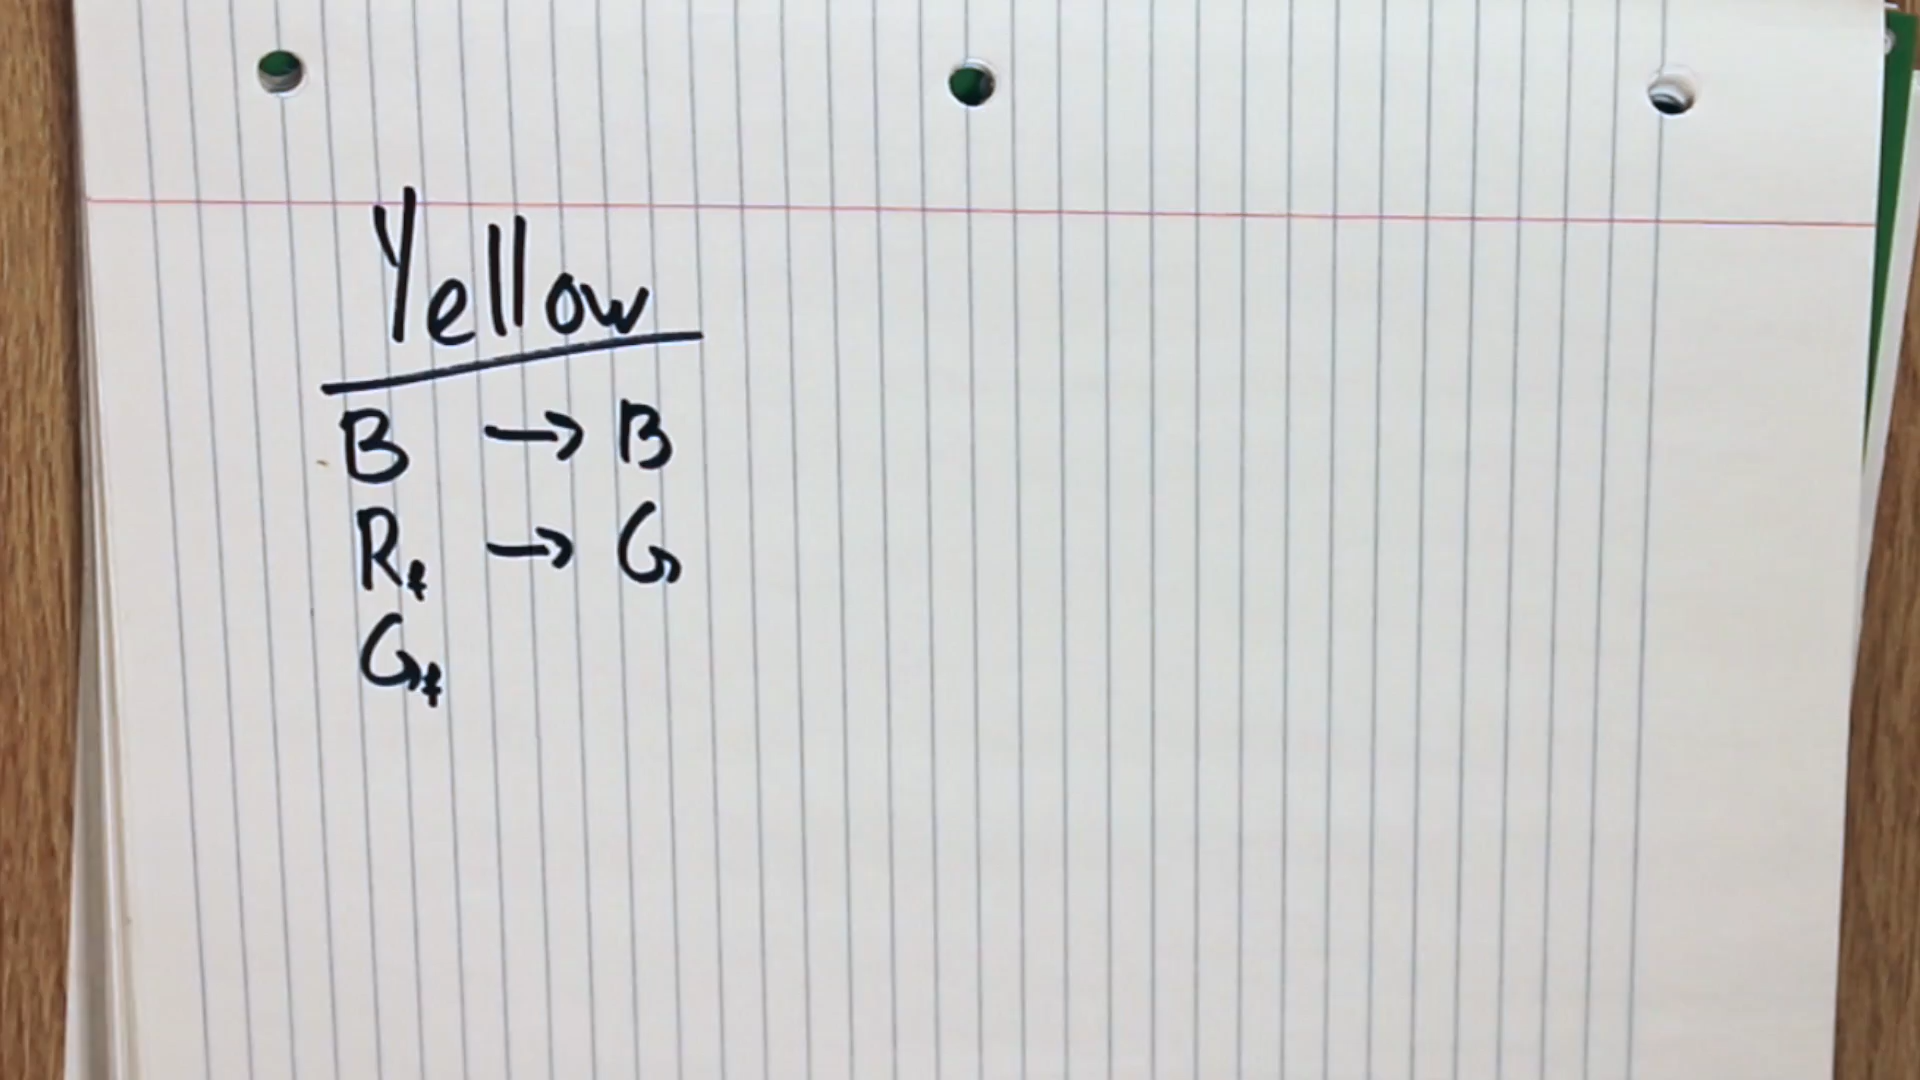 Yellow
B → B
R* → G
G*